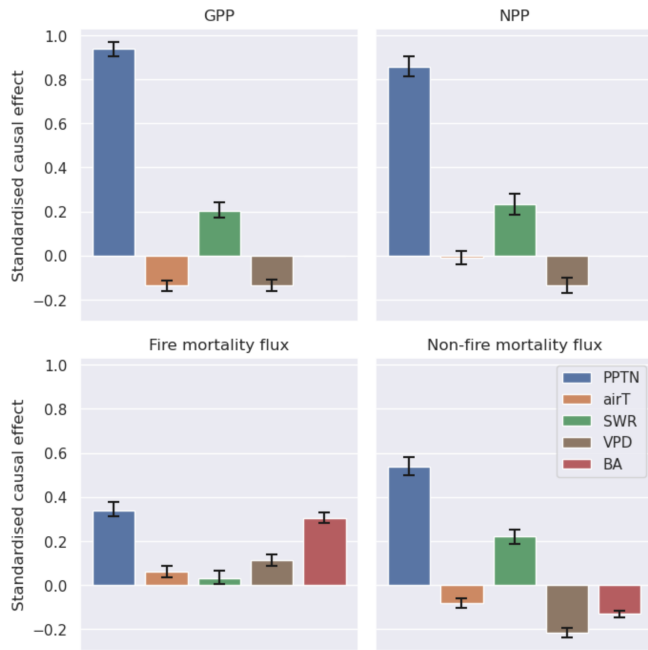 GPP
NPP
Standardised causal effect
1.0
0.8
0.6
0.4
0.2
0.0
−0.2
Fire mortality flux
Non-fire mortality flux
Standardised causal effect
1.0
0.8
0.6
0.4
0.2
0.0
−0.2
PPTN
airT
SWR
VPD
BA